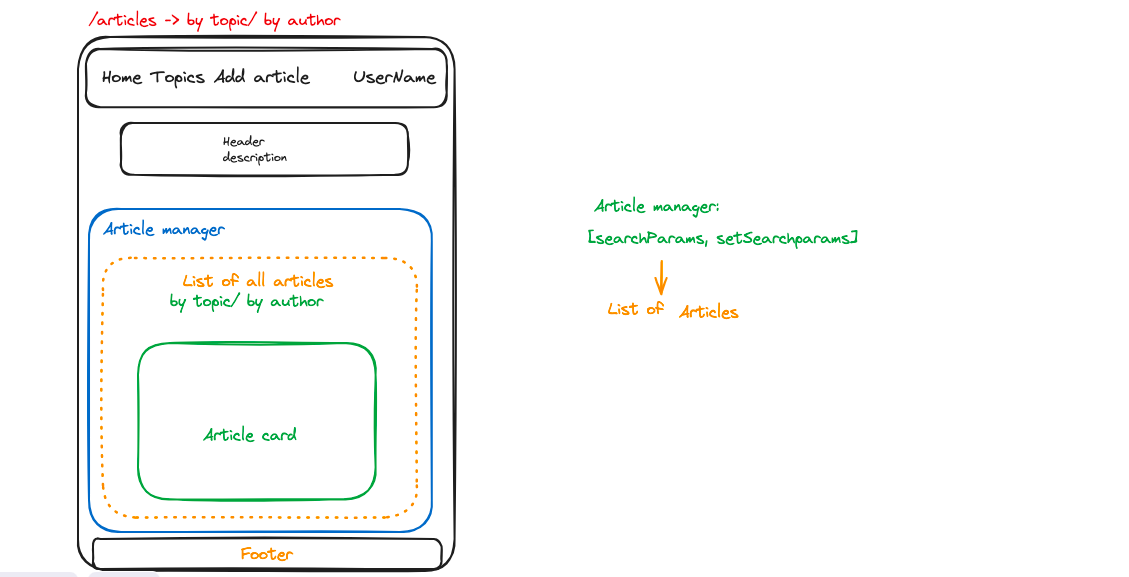 /articles -> by topic/ by author
Home Topics Add article UserName
Header
description
Article manager
List of all articles
by topic/ by author
Article card
Footer
Article manager:
[searchParams, setSearchparams]
List of Articles